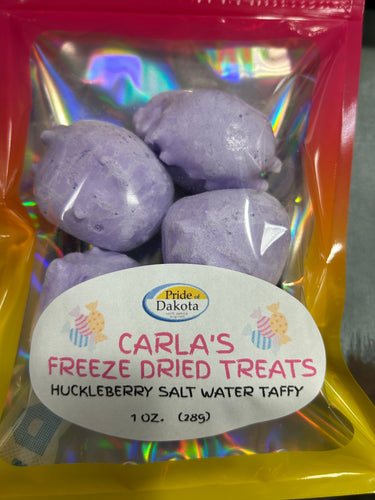 Pride of
Dakota
CARLA'S
FREEZE DRIED TREATS
HUCKLEBERRY SALT WATER TAFFY
1 OZ. (28g)